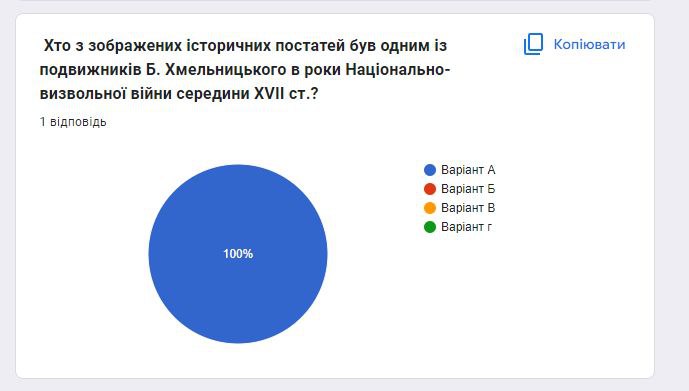 Хто з зображених історичних постатей був одним із
Копіювати
подвижників Б. Хмельницького в роки Національно-
визвольної війни середини XVII ст.?
1 відповідь
Варіант А
Варіант Б
Варіант В
Варіант г
100%